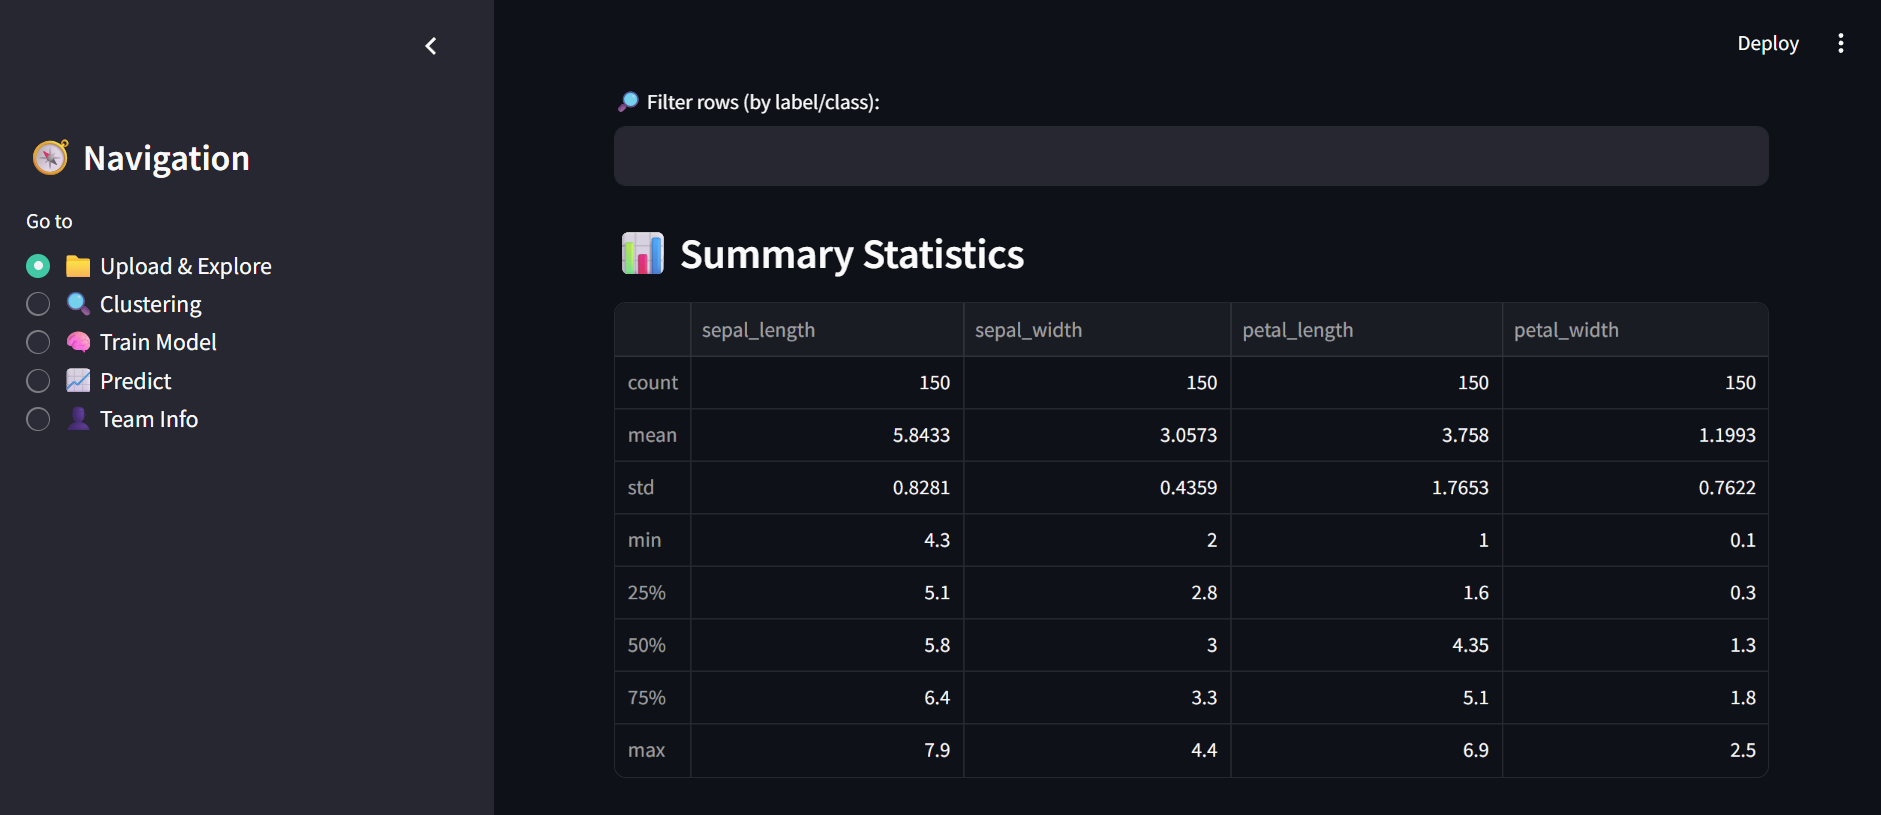 Navigation
Go to
Upload & Explore
Clustering
Train Model
Predict
Team Info
Deploy
Filter rows (by label/class):
Summary Statistics
sepal_length sepal_width petal_length petal_width
count 150 150 150 150
mean 5.8433 3.0573 3.758 1.1993
std 0.8281 0.4359 1.7653 0.7622
min 4.3 2 1 0.1
25% 5.1 2.8 1.6 0.3
50% 5.8 3 4.35 1.3
75% 6.4 3.3 5.1 1.8
max 7.9 4.4 6.9 2.5